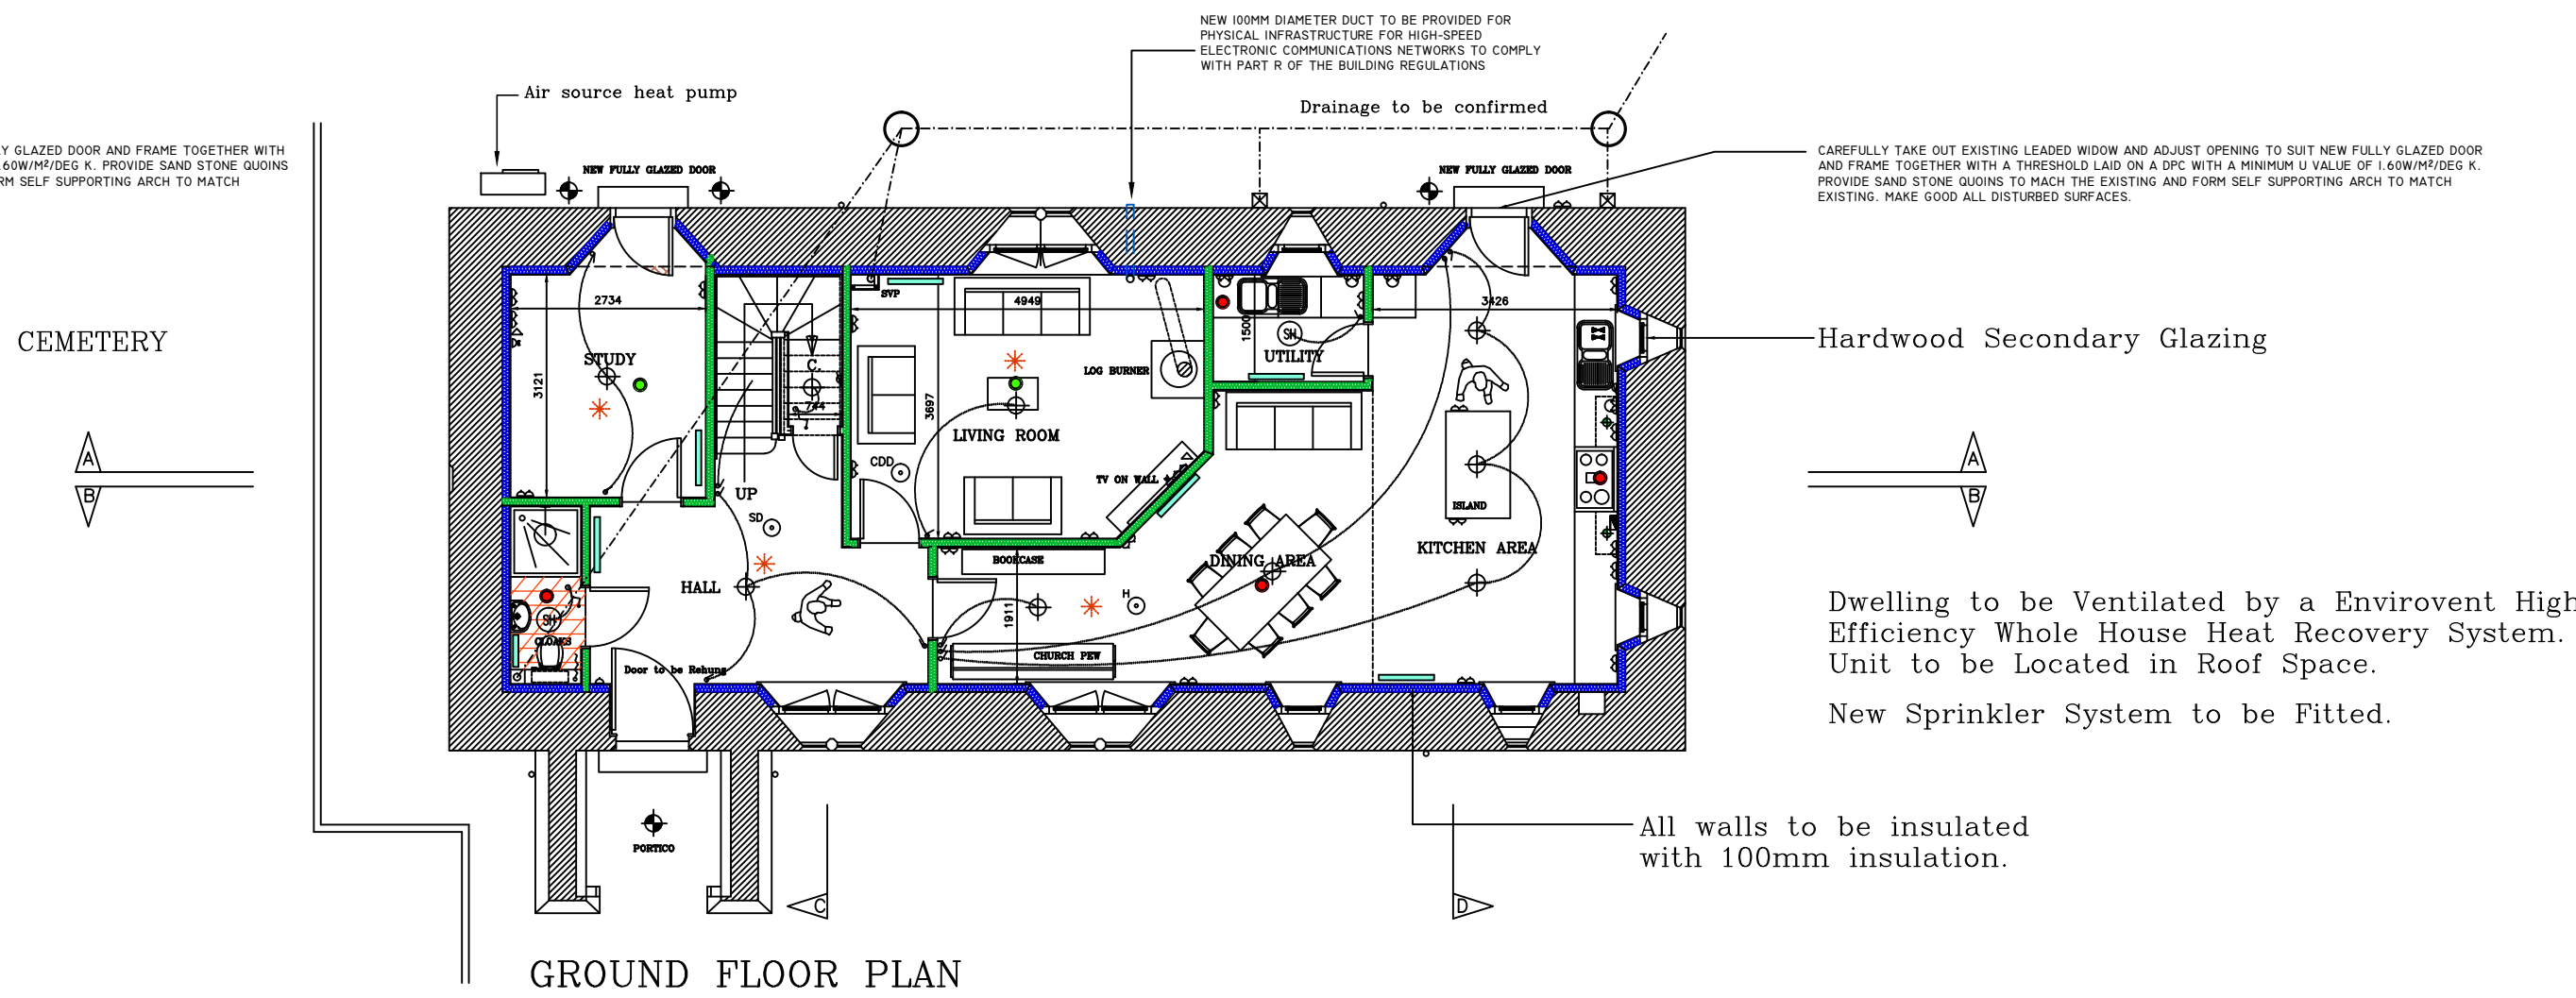 NEW 100MM DIAMETER DUCT TO BE PROVIDED FOR
PHYSICAL INFRASTRUCTURE FOR HIGH-SPEED
ELECTRONIC COMMUNICATIONS NETWORKS TO COMPLY
WITH PART R OF THE BUILDING REGULATIONS
Air source heat pump
Drainage to be confirmed
GLAZED DOOR AND FRAME TOGETHER WITH
.60W/M²/DEG K. PROVIDE SAND STONE QUOINS
RM SELF SUPPORTING ARCH TO MATCH
CAREFULLY TAKE OUT EXISTING LEADED WIDOW AND ADJUST OPENING TO SUIT NEW FULLY GLAZED DOOR
AND FRAME TOGETHER WITH A THRESHOLD LAID ON A DPC WITH A MINIMUM U VALUE OF 1.60W/M²/DEG K.
PROVIDE SAND STONE QUOINS TO MACH THE EXISTING AND FORM SELF SUPPORTING ARCH TO MATCH
EXISTING. MAKE GOOD ALL DISTURBED SURFACES.
NEW FULLY GLAZED DOOR
NEW FULLY GLAZED DOOR
SVP
2734
4949
3426
1500
SH
CEMETERY
Hardwood Secondary Glazing
STUDY
UTILITY
C.
LOG BURNER
3121
744
3697
LIVING ROOM
CDD
A
B
A
B
TV ON WALL
UP
SD
ISLAND
KITCHEN AREA
BOOKCASE
DINING AREA
HALL
H
1911
SH
CLOAKS
CHURCH PEW
Door to be Rehung
Dwelling to be Ventilated by a Envirovent High
Efficiency Whole House Heat Recovery System.
Unit to be Located in Roof Space.
New Sprinkler System to be Fitted.
PORTICO
All walls to be insulated
with 100mm insulation.
C
D
GROUND FLOOR PLAN